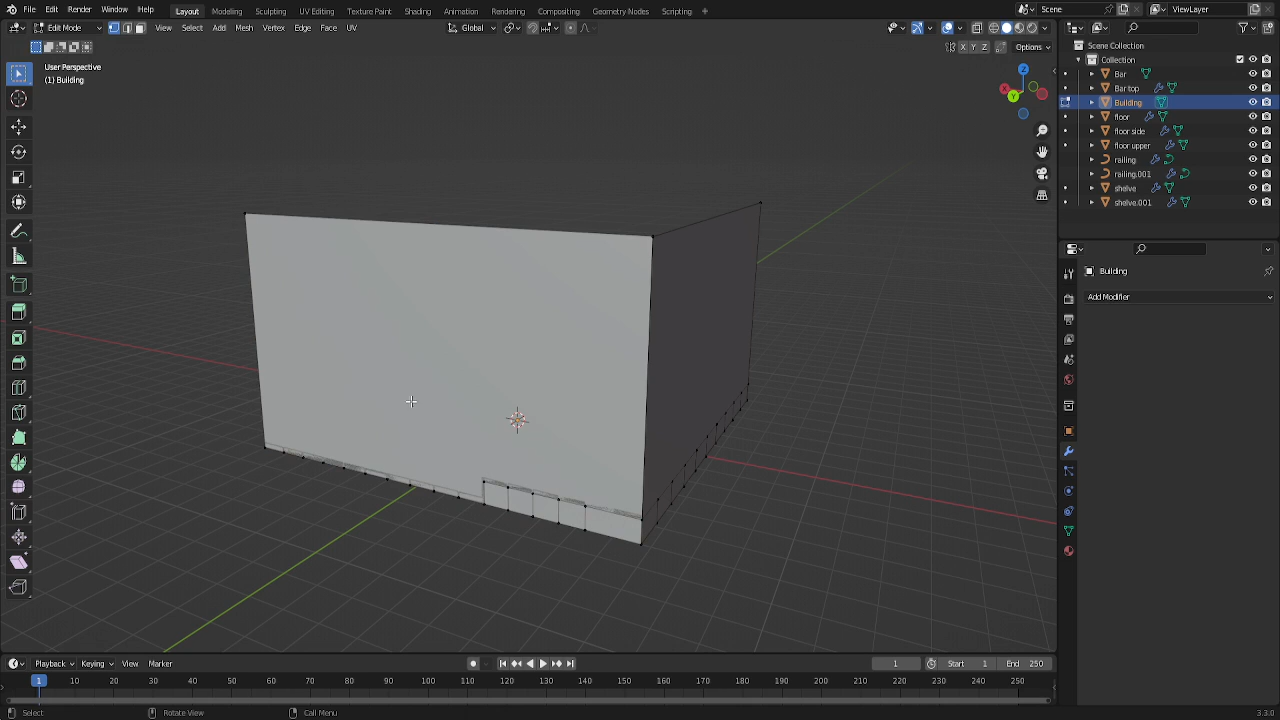 File Edit Render Window Help Layout Modeling Sculpting UV Editing Texture Paint Shading Animation Rendering Compositing Geometry Nodes Scripting + Scene ViewLayer
Edit Mode View Select Add Mesh Vertex Edge Face UV Global
X Y Z Options
User Perspective
(1) Building
Z
X
Y
Scene Collection
Collection
Bar
Bar top
Building
floor
floor side
floor upper
railing
railing.001
shelve
shelve.001
Building
Add Modifier
Playback Keying View Marker 1 Start 1 End 250
1 10 20 30 40 50 60 70 80 90 100 110 120 130 140 150 160 170 180 190 200 210 220 230 240 250
Select Rotate View Call Menu 3.3.0